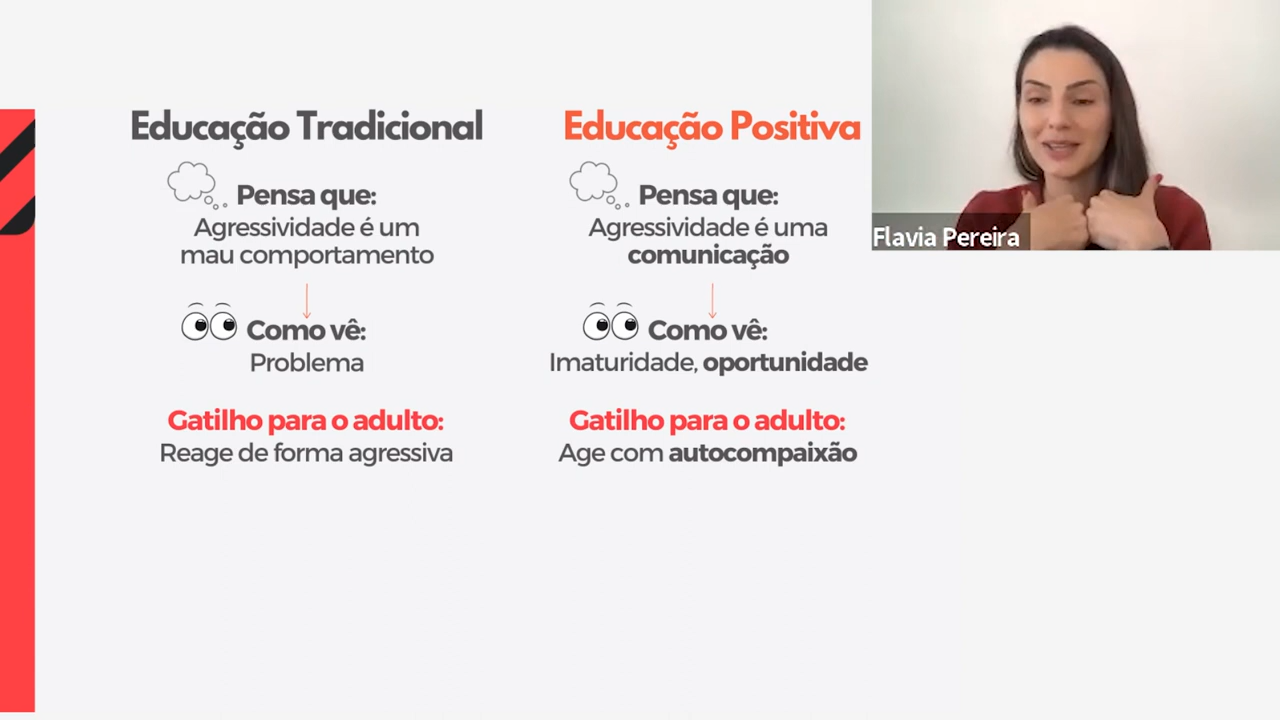 Educação Tradicional
Pensa que:
Agressividade é um
mau comportamento
Como vê:
Problema
Gatilho para o adulto:
Reage de forma agressiva
Educação Positiva
Pensa que:
Agressividade é uma
comunicação
Como vê:
Imaturidade, oportunidade
Gatilho para o adulto:
Age com autocompaixão
Flavia Pereira